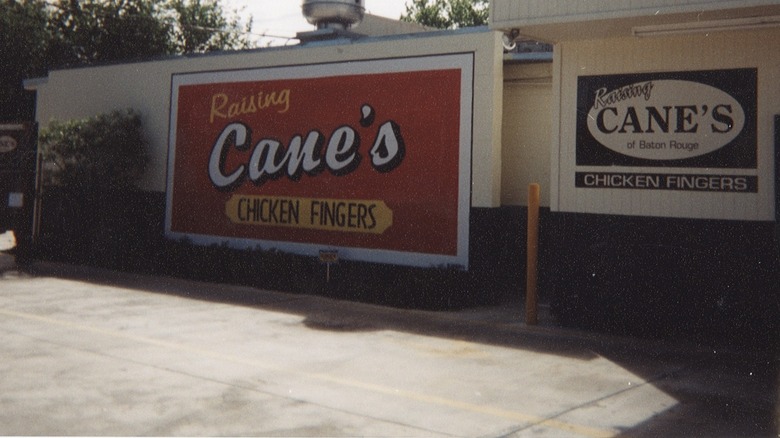 Raising
Cane's
CHICKEN FINGERS
Raising
CANE'S
of Baton Rouge
CHICKEN FINGERS